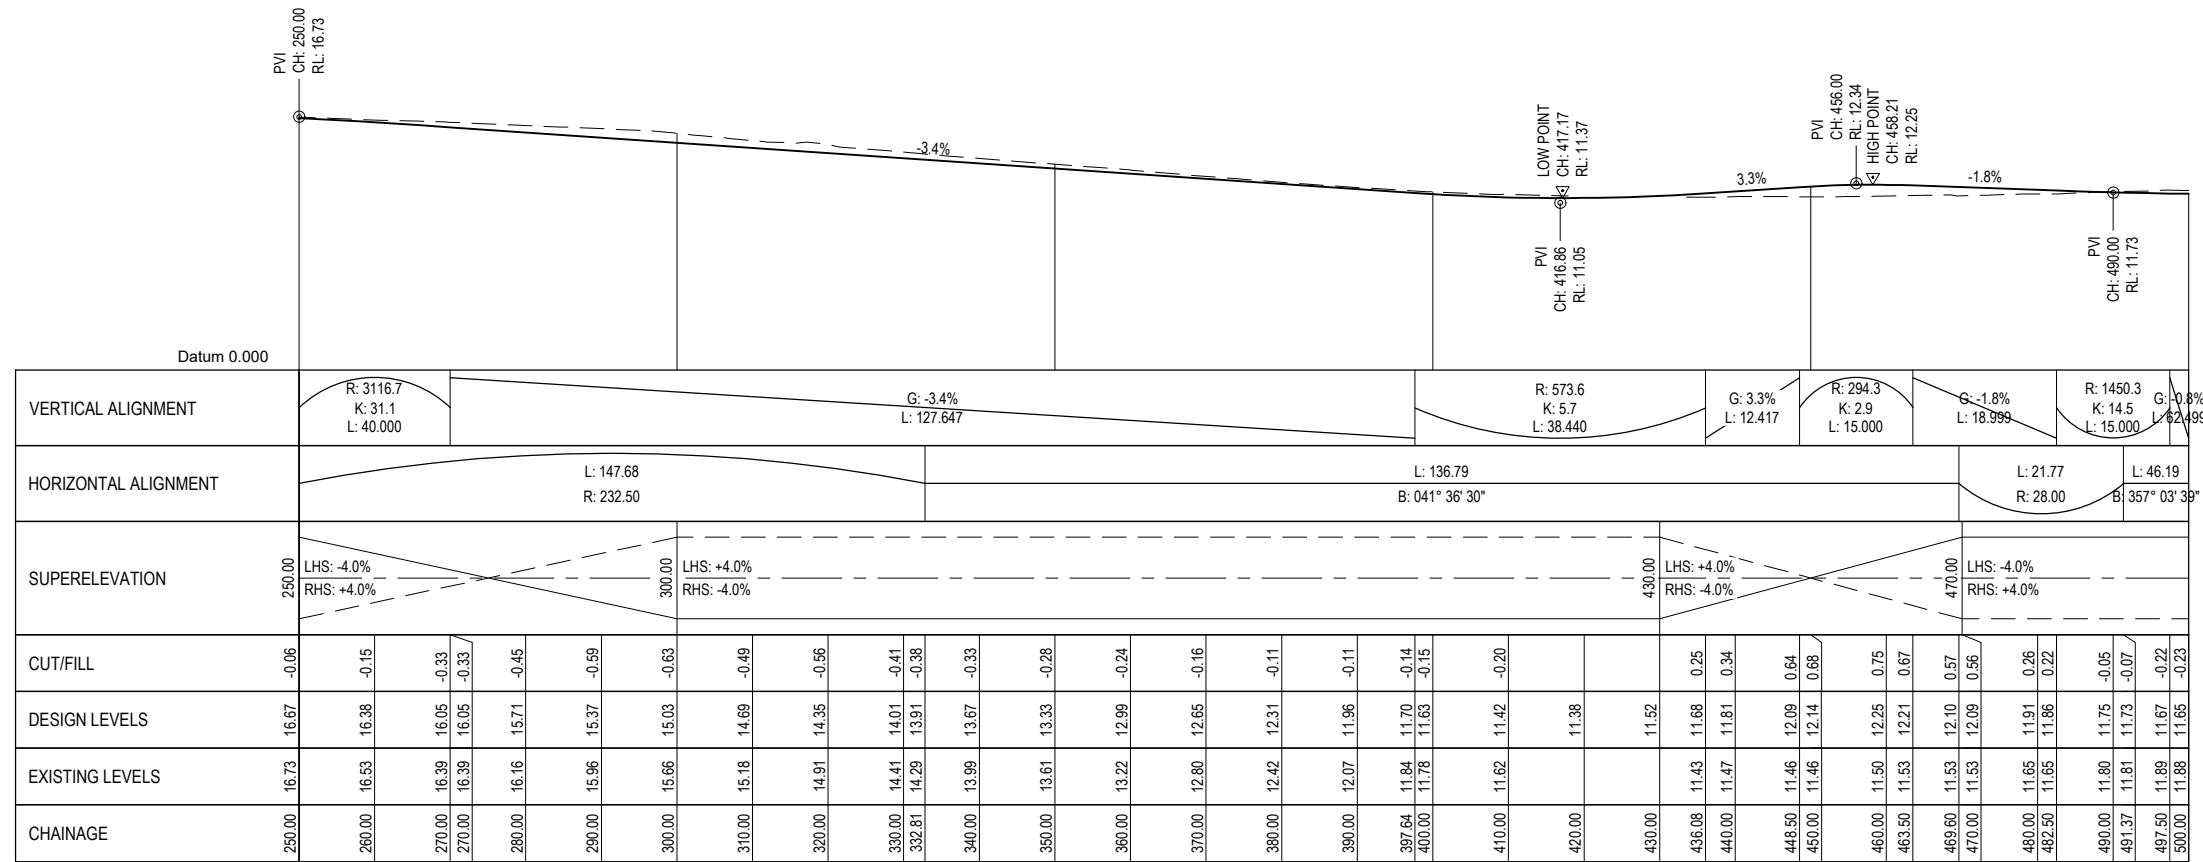 PVI
CH: 250.00
RL: 16.73
LOW POINT
CH: 417.17
RL: 11.37
PVI
CH: 456.00
RL: 12.34
HIGH POINT
CH: 458.21
RL: 12.25
-3.4%
3.3%
-1.8%
PVI
CH: 416.86
RL: 11.05
PVI
CH: 490.00
RL: 11.73
Datum 0.000
VERTICAL ALIGNMENT
R: 3116.7
K: 31.1
L: 40.000
G: -3.4%
L: 127.647
R: 573.6
K: 5.7
L: 38.440
G: 3.3%
L: 12.417
R: 294.3
K: 2.9
L: 15.000
G: -1.8%
L: 18.999
R: 1450.3
K: 14.5
L: 15.000
G: -0.8%
L: 62.499
HORIZONTAL ALIGNMENT
L: 147.68
R: 232.50
L: 136.79
B: 041° 36' 30"
L: 21.77
R: 28.00
L: 46.19
B: 357° 03' 39"
SUPERELEVATION
250.00
LHS: -4.0%
RHS: +4.0%
300.00
LHS: +4.0%
RHS: -4.0%
430.00
LHS: +4.0%
RHS: -4.0%
470.00
LHS: -4.0%
RHS: +4.0%
CUT/FILL -0.06 -0.15 -0.33 -0.33 -0.45 -0.59 -0.63 -0.49 -0.56 -0.41 -0.38 -0.33 -0.28 -0.24 -0.16 -0.11 -0.11 -0.14 -0.15 -0.20 0.25 0.34 0.64 0.68 0.75 0.67 0.57 0.56 0.26 0.22 -0.05 -0.07 -0.22 -0.23
DESIGN LEVELS 16.67 16.38 16.05 16.05 15.71 15.37 15.03 14.69 14.35 14.01 13.91 13.67 13.33 12.99 12.65 12.31 11.96 11.70 11.63 11.42 11.38 11.52 11.68 11.81 12.09 12.14 12.25 12.21 12.10 12.09 11.91 11.86 11.75 11.73 11.67 11.65
EXISTING LEVELS 16.73 16.53 16.39 16.39 16.16 15.96 15.66 15.18 14.91 14.41 14.29 13.99 13.61 13.22 12.80 12.42 12.07 11.84 11.78 11.62 11.43 11.47 11.46 11.46 11.50 11.53 11.53 11.53 11.65 11.65 11.80 11.81 11.89 11.88
CHAINAGE 250.00 260.00 270.00 270.00 280.00 290.00 300.00 310.00 320.00 330.00 332.81 340.00 350.00 360.00 370.00 380.00 390.00 397.64 400.00 410.00 420.00 430.00 436.08 440.00 448.50 450.00 460.00 463.50 469.60 470.00 480.00 482.50 490.00 491.37 497.50 500.00